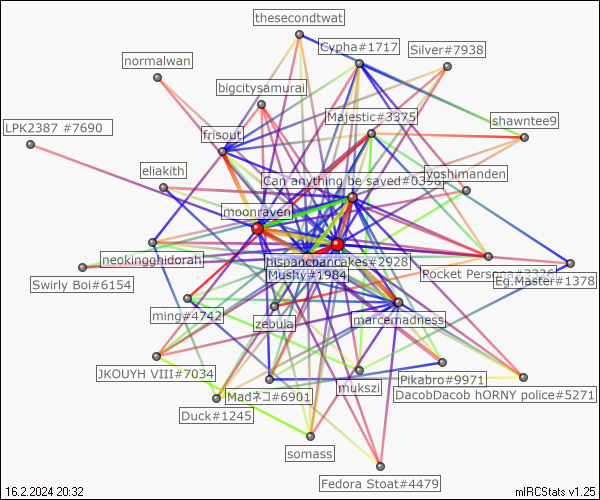 thesecondtwat
Cypha#1717
Silver#7938
normalwan
bigcitysamurai
Majestic#3375
shawntee9
LPK2387 #7690
frisout
eliakith
Can anything be saved#0356
yoshimanden
moonraven
neokingghidorah
hispancpancakes#2928
Mushy#1984
Pocket Persona#3326
Eg.Master#1378
Swirly Boi#6154
ming#4742
zebula
marcemadness
JKOUYH VIII#7034
mukszi
Pikabro#9971
Madネコ#6901
DacobDacob hORNY police#5271
Duck#1245
somass
Fedora Stoat#4479
16.2.2024 20:32
mIRCStats v1.25